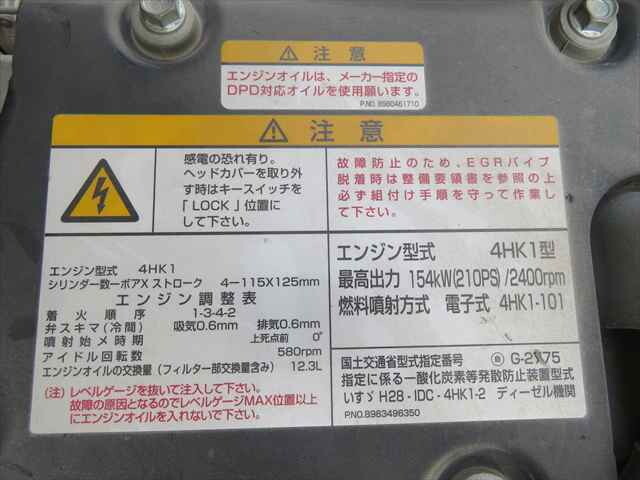 注意
エンジンオイルは、メーカー指定の
DPD対応オイルを使用願います。
P.NO. 8980461710
注意
感電の恐れ有り。
ヘッドカバーを取り外
す時はキースイッチを
「LOCK」位置に
して下さい。
故障防止のため、EGRパイプ
脱着時は整備要領書を参照の上
必ず組付け手順を守って作業し
て下さい。
エンジン型式 4HK1
シリンダー数ーボアX ストローク 4-115X125mm
エンジン調整表
着火順序 1-3-4-2
弁スキマ(冷間) 吸気0.6mm 排気0.6mm
噴射始メ時期 上死点前 0°
アイドル回転数 580rpm
エンジンオイルの交換量(フィルター部交換量含み) 12.3L
(注)レベルゲージを抜いて注入して下さい。
故障の原因となるのでレベルゲージMAX位置以上
にエンジンオイルを入れないで下さい。
エンジン型式 4HK1型
最高出力 154kW(210PS)/2400rpm
燃料噴射方式 電子式 4HK1-101
国土交通省型式指定番号 G-2
指定に係る一酸化炭素等発散防止装置型式
いすゞ H28-IDC-4HK1-2 ディーゼル機関
P.NO.8983496350